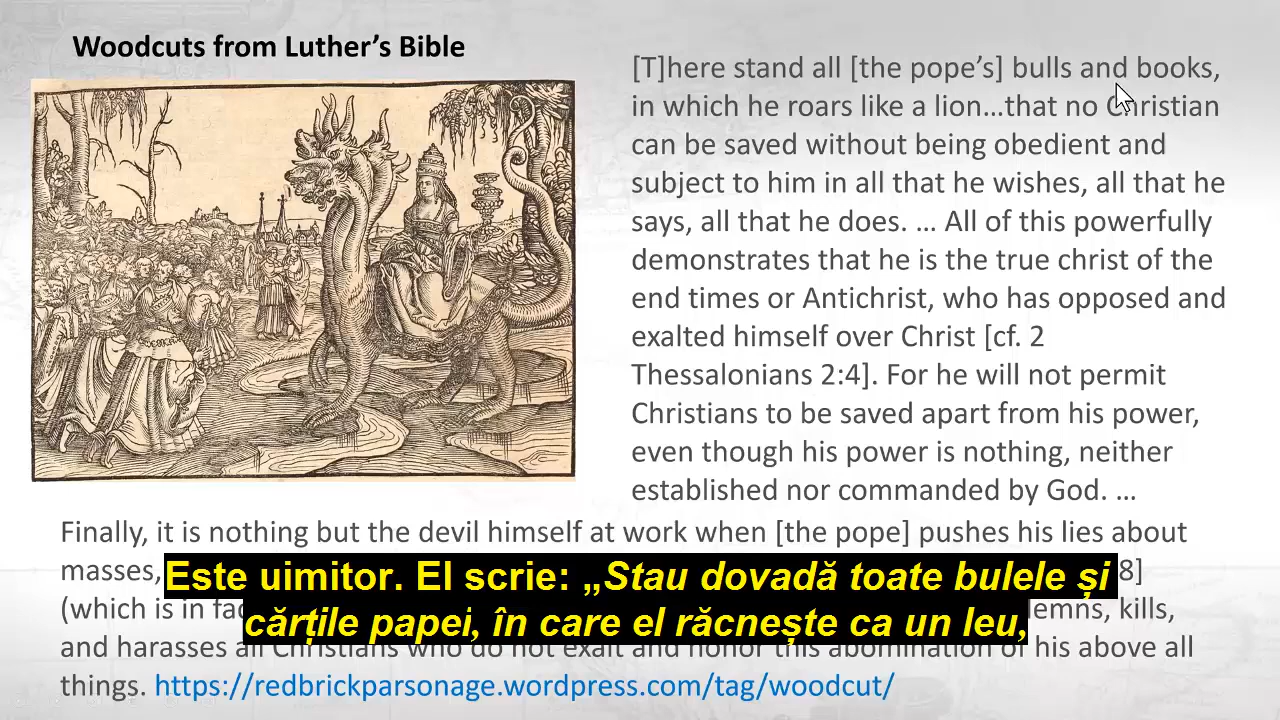 Woodcuts from Luther’s Bible
[T]here stand all [the pope’s] bulls and books,
in which he roars like a lion…that no Christian
can be saved without being obedient and
subject to him in all that he wishes, all that he
says, all that he does. … All of this powerfully
demonstrates that he is the true christ of the
end times or Antichrist, who has opposed and
exalted himself over Christ [cf. 2
Thessalonians 2:4]. For he will not permit
Christians to be saved apart from his power,
even though his power is nothing, neither
established nor commanded by God. …
Finally, it is nothing but the devil himself at work when [the pope] pushes his lies about
masses, 8]
(which is in kills,
and harasses all Christians who do not exalt and honor this abomination of his above all
things. https://redbrickparsonage.wordpress.com/tag/woodcut/
Este uimitor. El scrie: „Stau dovadă toate bulele și
cărțile papei, în care el răcnește ca un leu,